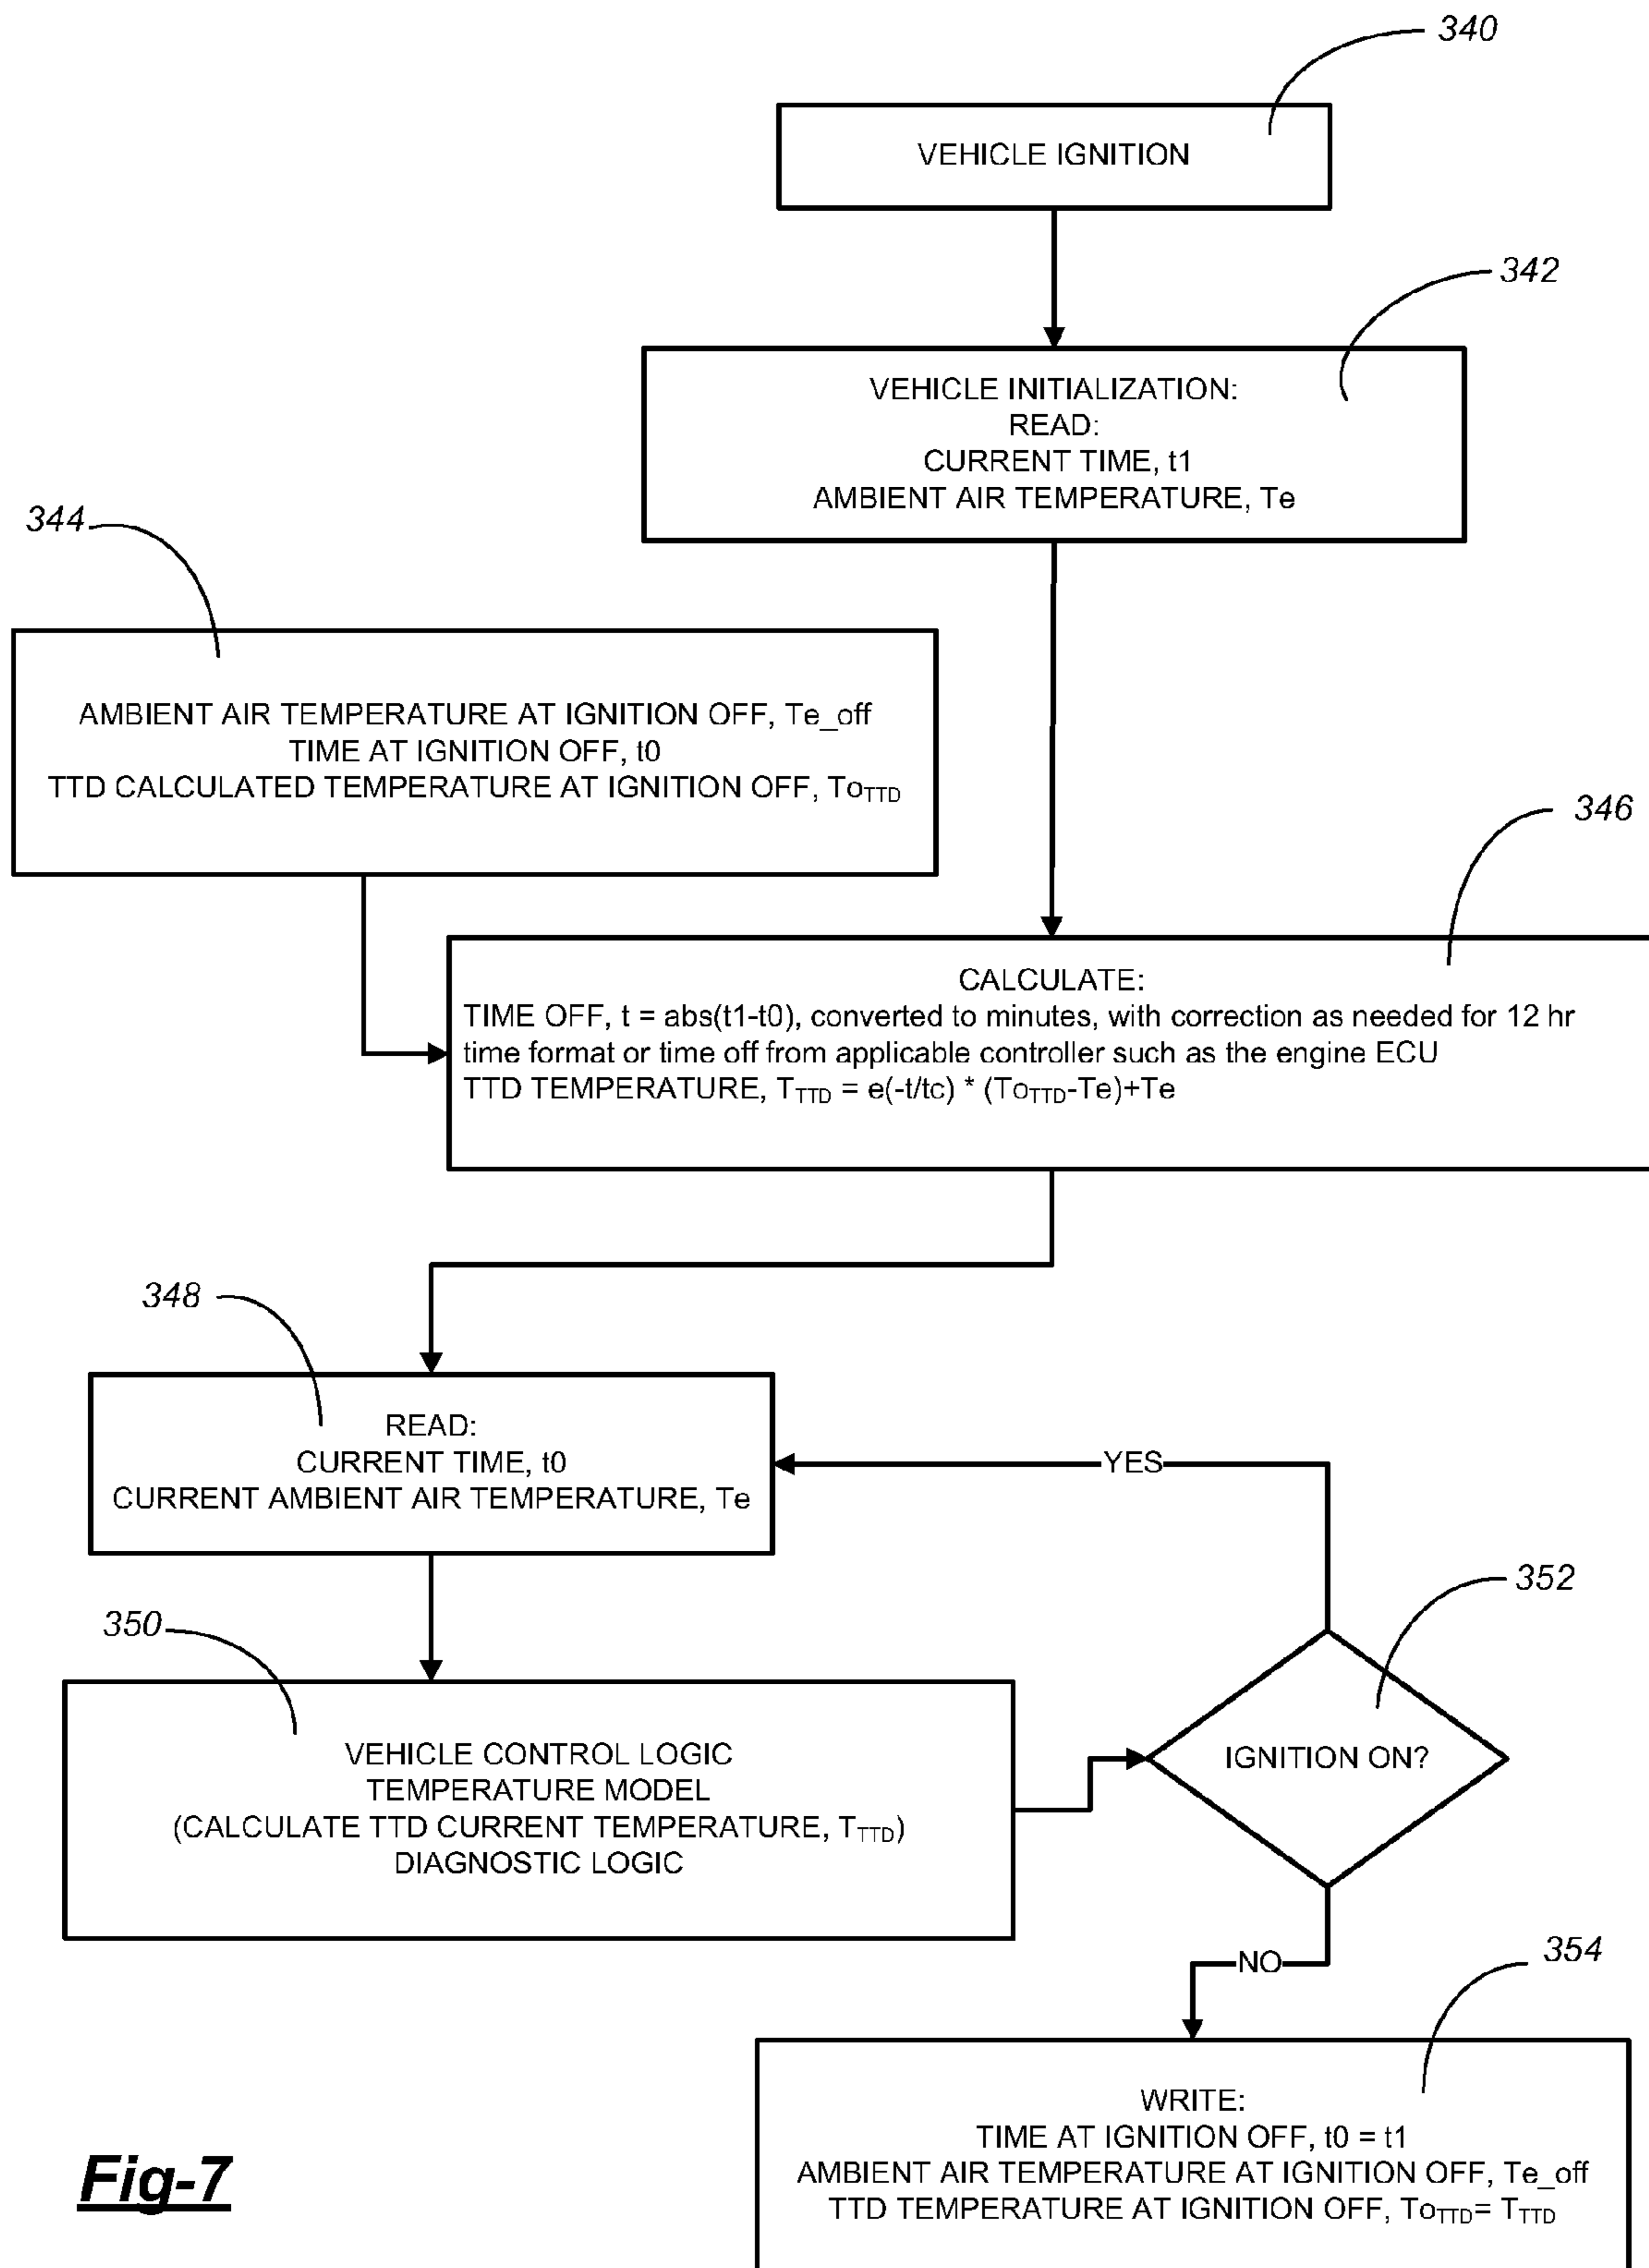 340
VEHICLE IGNITION
342
VEHICLE INITIALIZATION:
READ:
CURRENT TIME, t1
AMBIENT AIR TEMPERATURE, Te
344
AMBIENT AIR TEMPERATURE AT IGNITION OFF, Te_off
TIME AT IGNITION OFF, t0
TTD CALCULATED TEMPERATURE AT IGNITION OFF, ToTTD
346
CALCULATE:
TIME OFF, t = abs(t1-t0), converted to minutes, with correction as needed for 12 hr
time format or time off from applicable controller such as the engine ECU
TTD TEMPERATURE, TTTD = e(-t/tc) * (ToTTD-Te)+Te
348
READ:
CURRENT TIME, t0
CURRENT AMBIENT AIR TEMPERATURE, Te
YES
352
IGNITION ON?
350
VEHICLE CONTROL LOGIC
TEMPERATURE MODEL
(CALCULATE TTD CURRENT TEMPERATURE, TTTD)
DIAGNOSTIC LOGIC
NO
354
WRITE:
TIME AT IGNITION OFF, t0 = t1
AMBIENT AIR TEMPERATURE AT IGNITION OFF, Te_off
TTD TEMPERATURE AT IGNITION OFF, ToTTD= TTTD
Fig-7